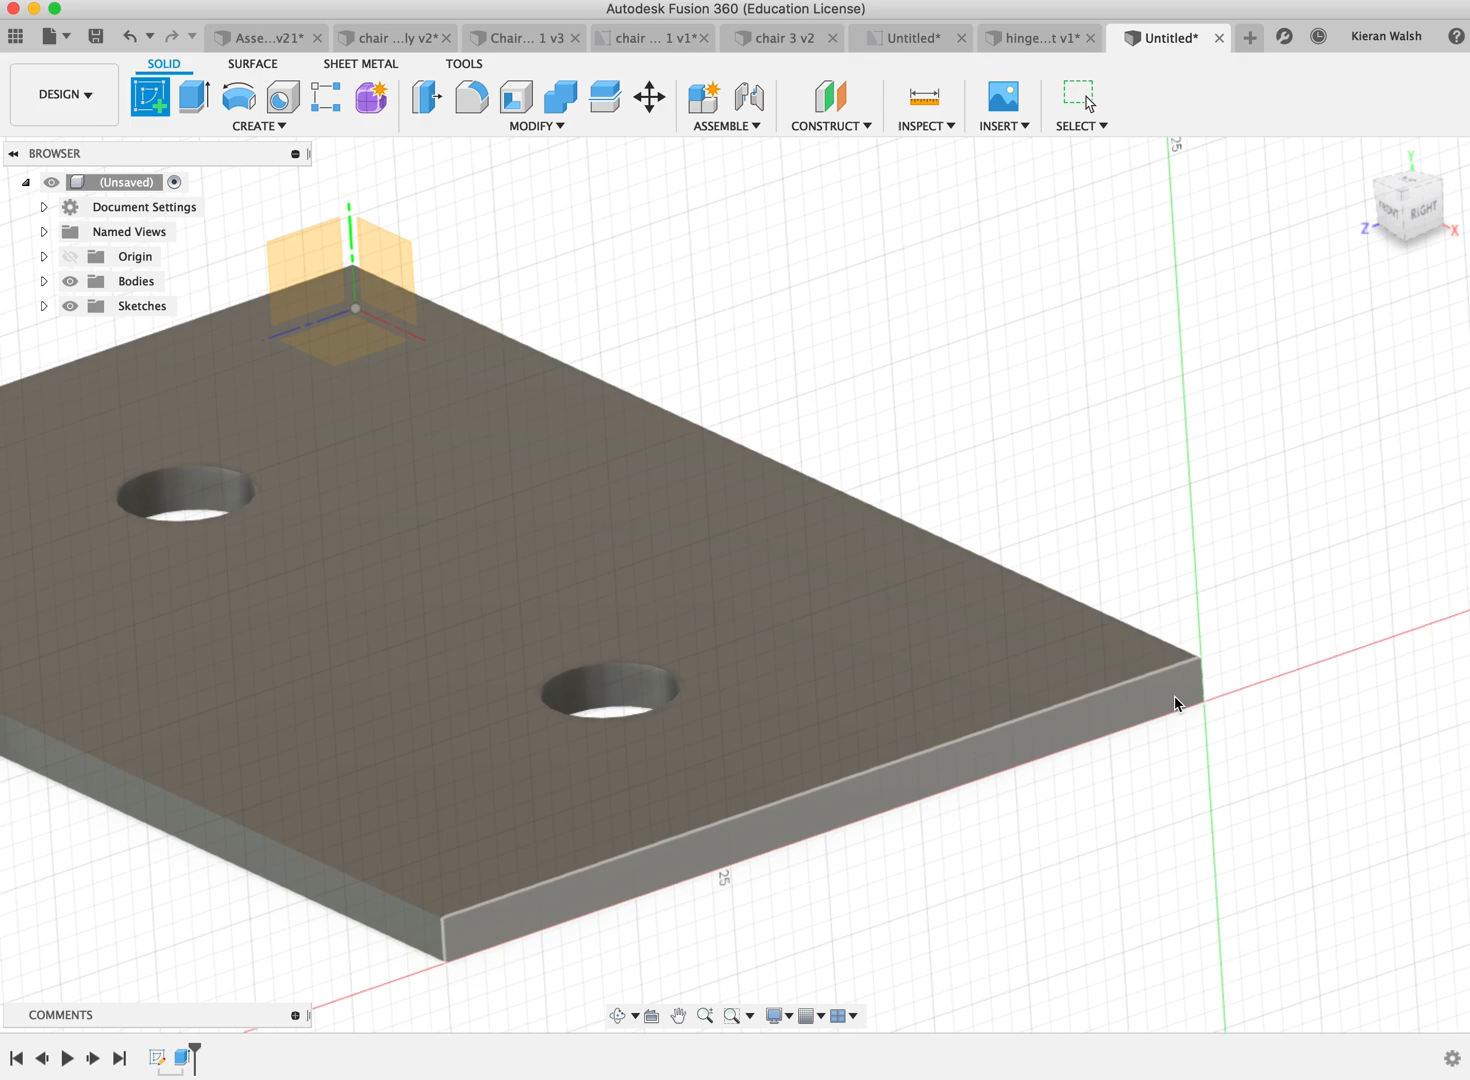 Autodesk Fusion 360 (Education License)
Asse...v21*
chair ...ly v2*
Chair... 1 v3
chair ... 1 v1*
chair 3 v2
Untitled*
hinge...t v1*
Untitled*
Kieran Walsh
SOLID
SURFACE
SHEET METAL
TOOLS
DESIGN
CREATE
MODIFY
ASSEMBLE
CONSTRUCT
INSPECT
INSERT
SELECT
BROWSER
(Unsaved)
Document Settings
Named Views
Origin
Bodies
Sketches
25
Y
FRONT
RIGHT
Z
X
25
COMMENTS